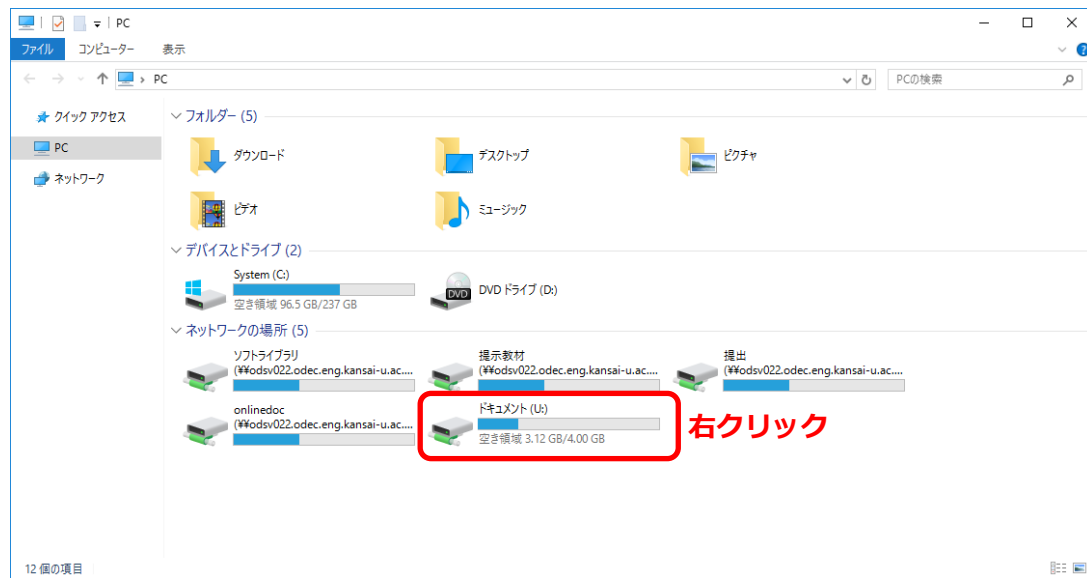 PC
ファイル コンピューター 表示
PC
PCの検索
クイック アクセス
PC
ネットワーク
フォルダー (5)
ダウンロード
デスクトップ
ピクチャ
ビデオ
ミュージック
デバイスとドライブ (2)
System (C:)
空き領域 96.5 GB/237 GB
DVD
DVD ドライブ (D:)
ネットワークの場所 (5)
ソフトライブラリ
(¥¥odsv022.odec.eng.kansai-u.ac....
提示教材
(¥¥odsv022.odec.eng.kansai-u.ac....
提出
(¥¥odsv022.odec.eng.kansai-u.ac....
onlinedoc
(¥¥odsv022.odec.eng.kansai-u.ac....
ドキュメント (U:)
空き領域 3.12 GB/4.00 GB
右クリック
12 個の項目